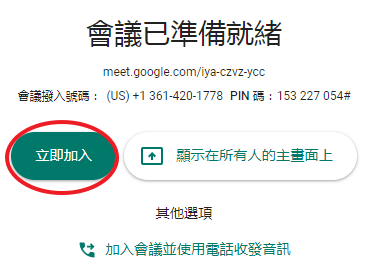 會議已準備就緒
meet.google.com/iya-czvz-ycc
會議撥入號碼： (US) +1 361-420-1778 PIN 碼：153 227 054#
立即加入
顯示在所有人的主畫面上
其他選項
加入會議並使用電話收發音訊